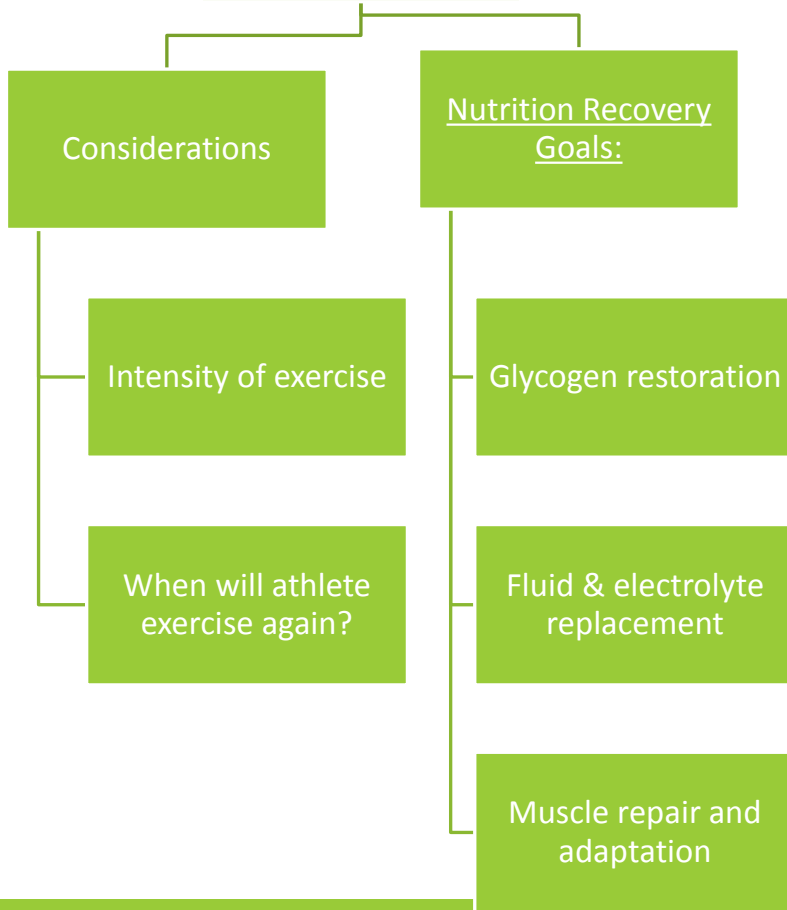 Considerations
Nutrition Recovery
Goals:
Intensity of exercise
Glycogen restoration
When will athlete
exercise again?
Fluid & electrolyte
replacement
Muscle repair and
adaptation